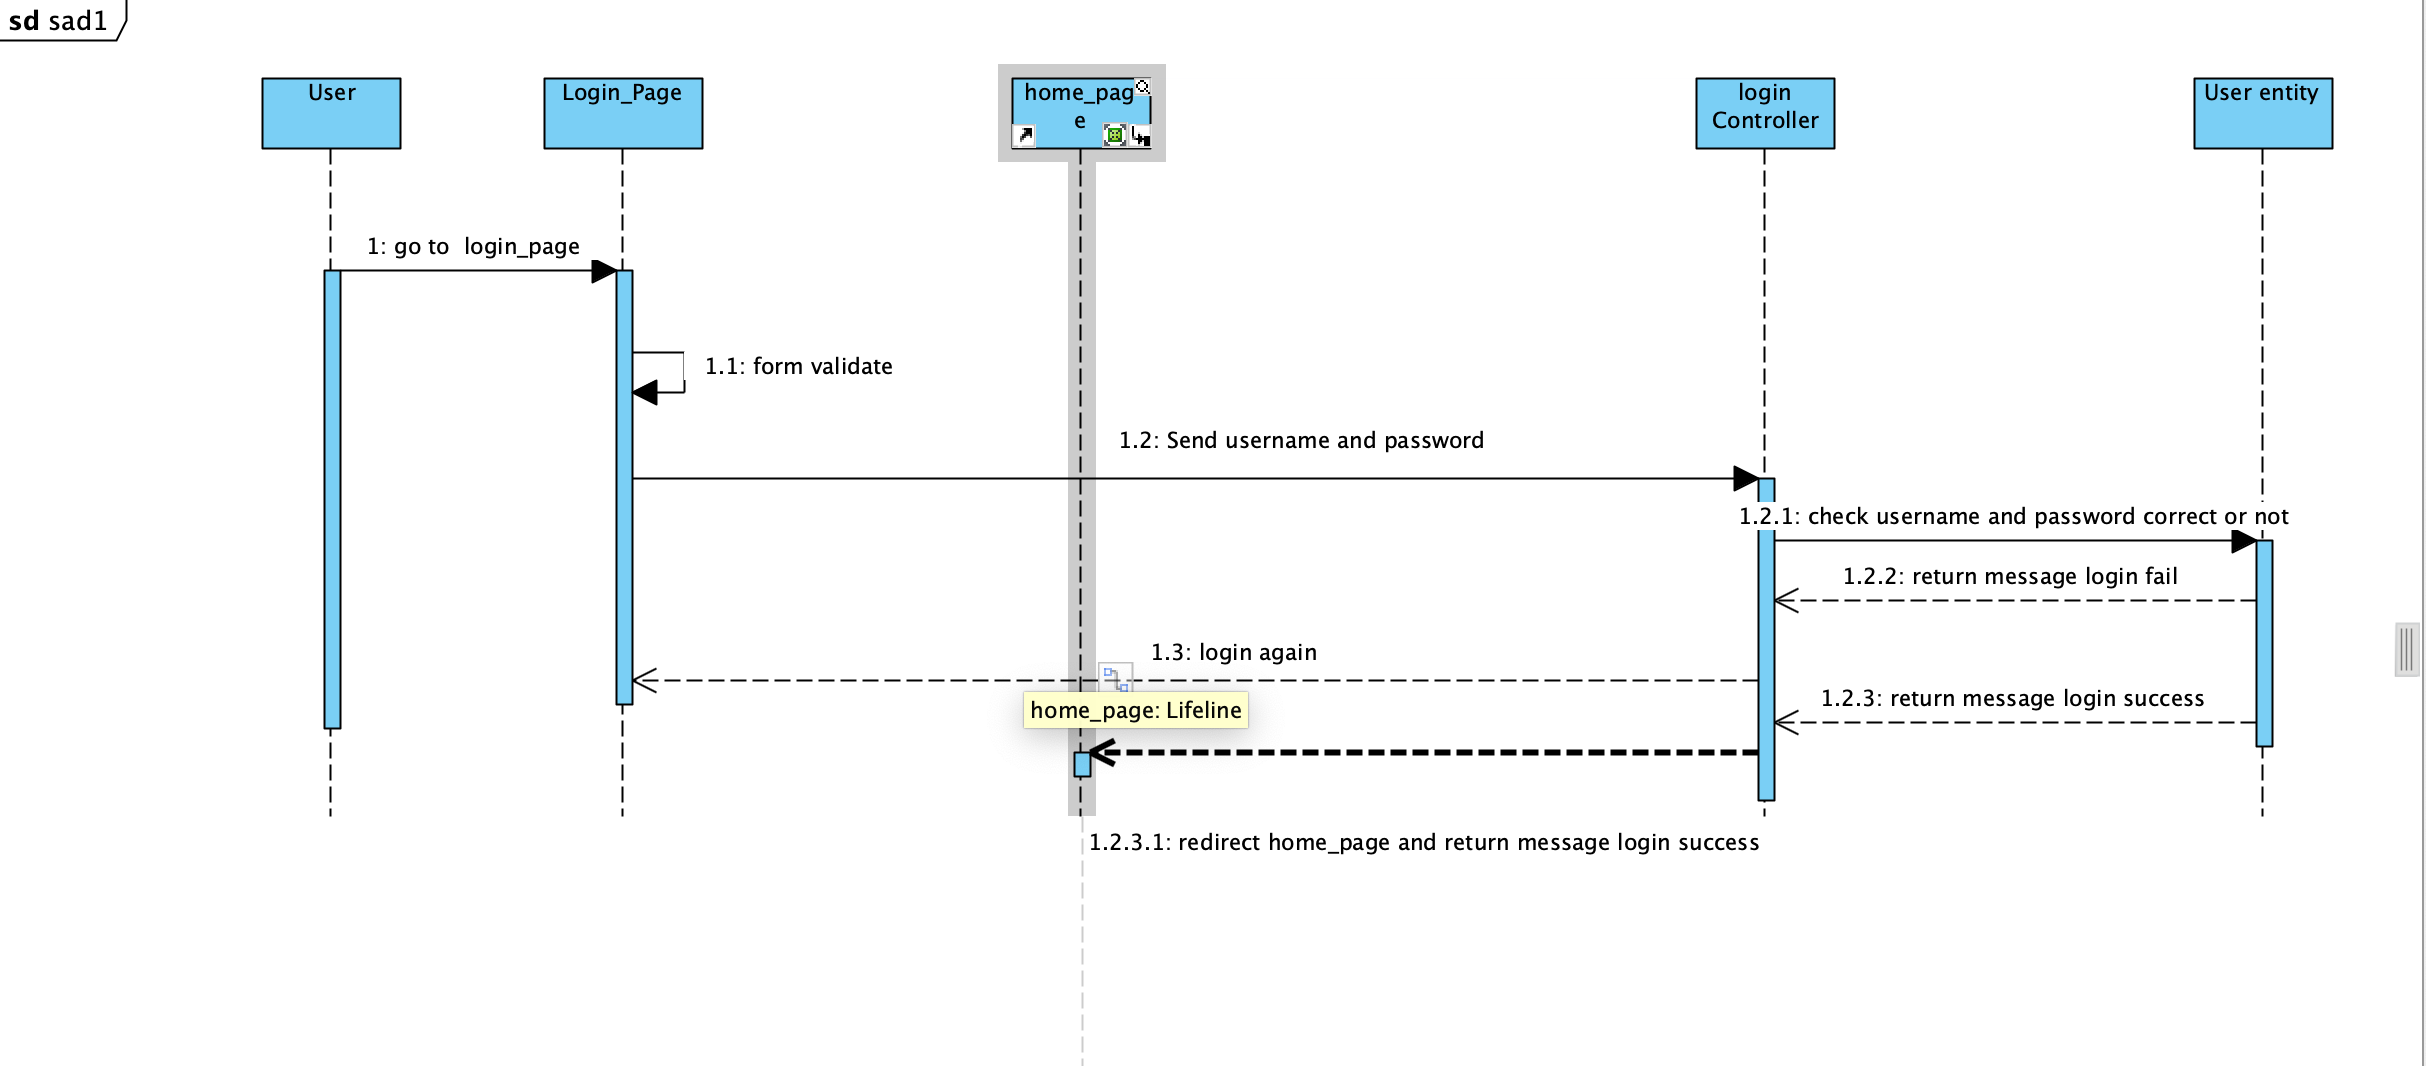 sd sad1
User
Login_Page
home_pag
e
login
Controller
User entity
1: go to  login_page
1.1: form validate
1.2: Send username and password
1.2.1: check username and password correct or not
1.2.2: return message login fail
1.3: login again
1.2.3: return message login success
home_page: Lifeline
1.2.3.1: redirect home_page and return message login success